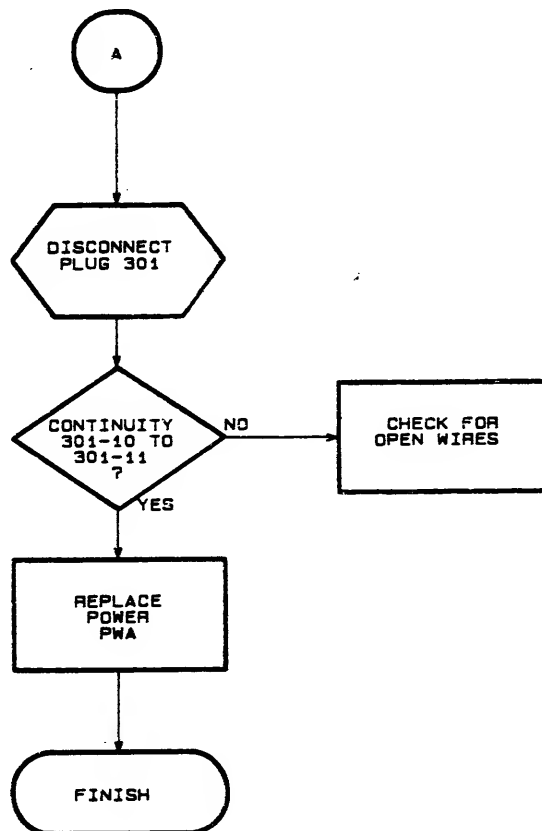 A
DISCONNECT
PLUG 301
CONTINUITY
301-10 TO
301-11
?
NO
CHECK FOR
OPEN WIRES
YES
REPLACE
POWER
PWA
FINISH